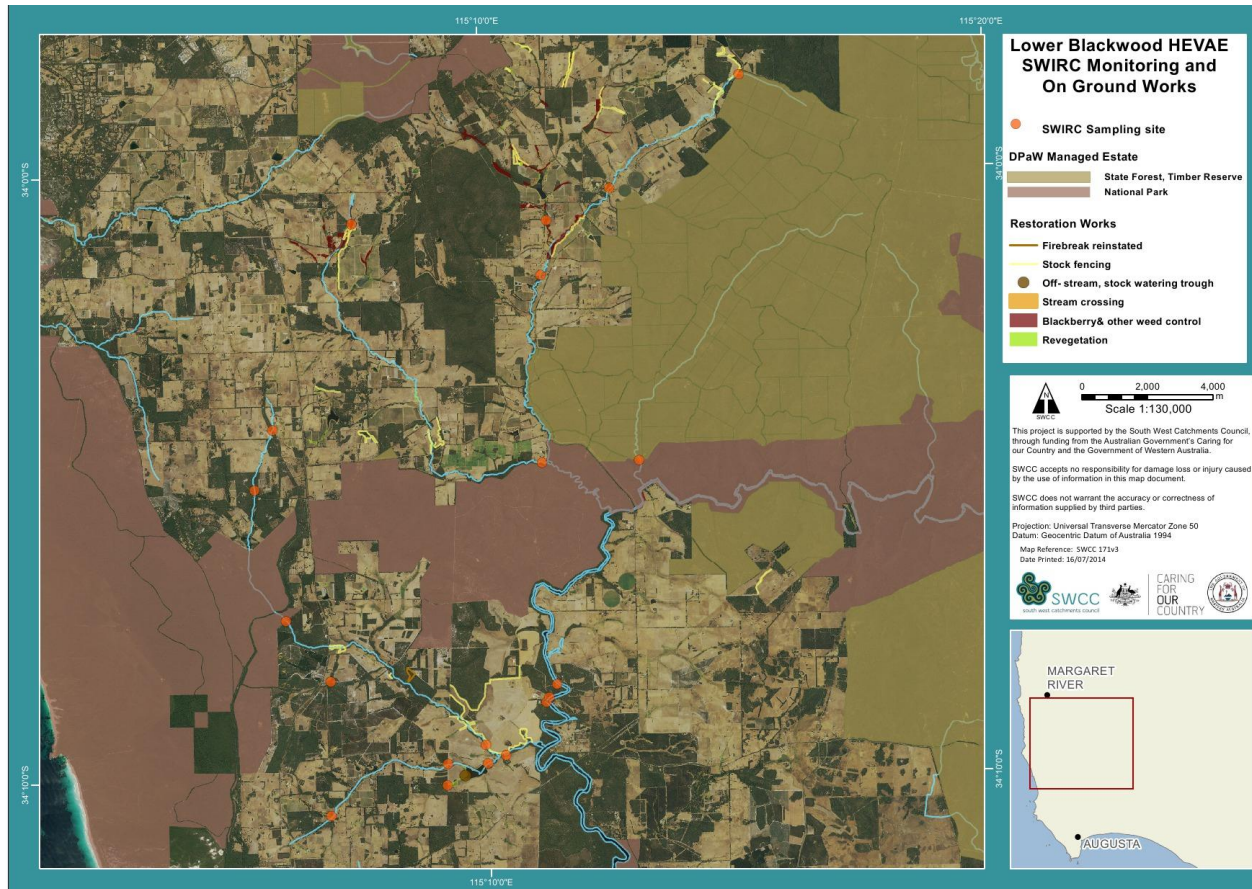 115°10'0"E
115°20'0"E
34°0'0"S
34°0'0"S
34°10'0"S
34°10'0"S
115°10'0"E
Lower Blackwood HEVAE
SWIRC Monitoring and
On Ground Works
SWIRC Sampling site
DPaW Managed Estate
State Forest, Timber Reserve
National Park
Restoration Works
Firebreak reinstated
Stock fencing
Off- stream, stock watering trough
Stream crossing
Blackberry& other weed control
Revegetation
N
SWCC
0 2,000 4,000
m
Scale 1:130,000
This project is supported by the South West Catchments Council,
through funding from the Australian Government's Caring for
our Country and the Government of Western Australia.
SWCC accepts no responsibility for damage loss or injury caused
by the use of information in this map document.
SWCC does not warrant the accuracy or correctness of
information supplied by third parties.
Projection: Universal Transverse Mercator Zone 50
Datum: Geocentric Datum of Australia 1994
Map Reference: SWCC 171v3
Date Printed: 16/07/2014
SWCC
south west catchments council
CARING
FOR
OUR
COUNTRY
MARGARET
RIVER
AUGUSTA